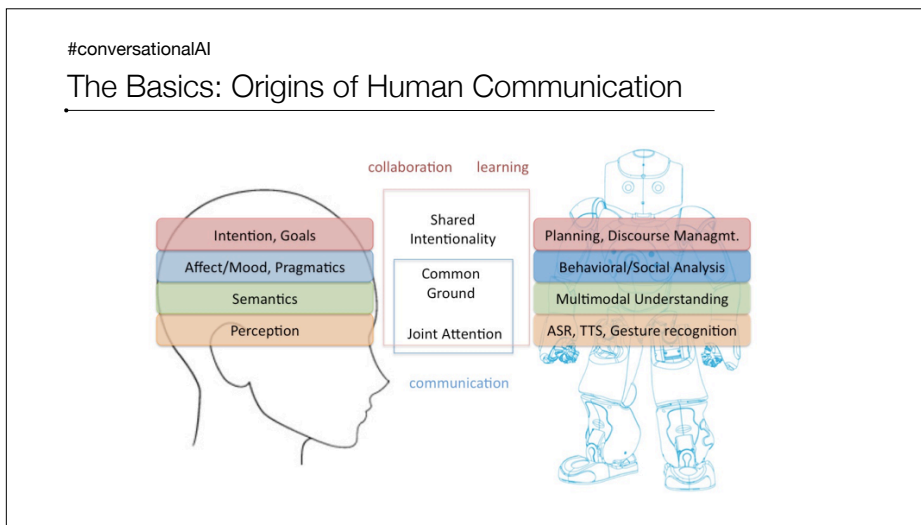 #conversationalAI
The Basics: Origins of Human Communication
collaboration learning
Intention, Goals
Affect/Mood, Pragmatics
Semantics
Perception
Shared
Intentionality
Common
Ground
Joint Attention
Planning, Discourse Managmt.
Behavioral/Social Analysis
Multimodal Understanding
ASR, TTS, Gesture recognition
communication